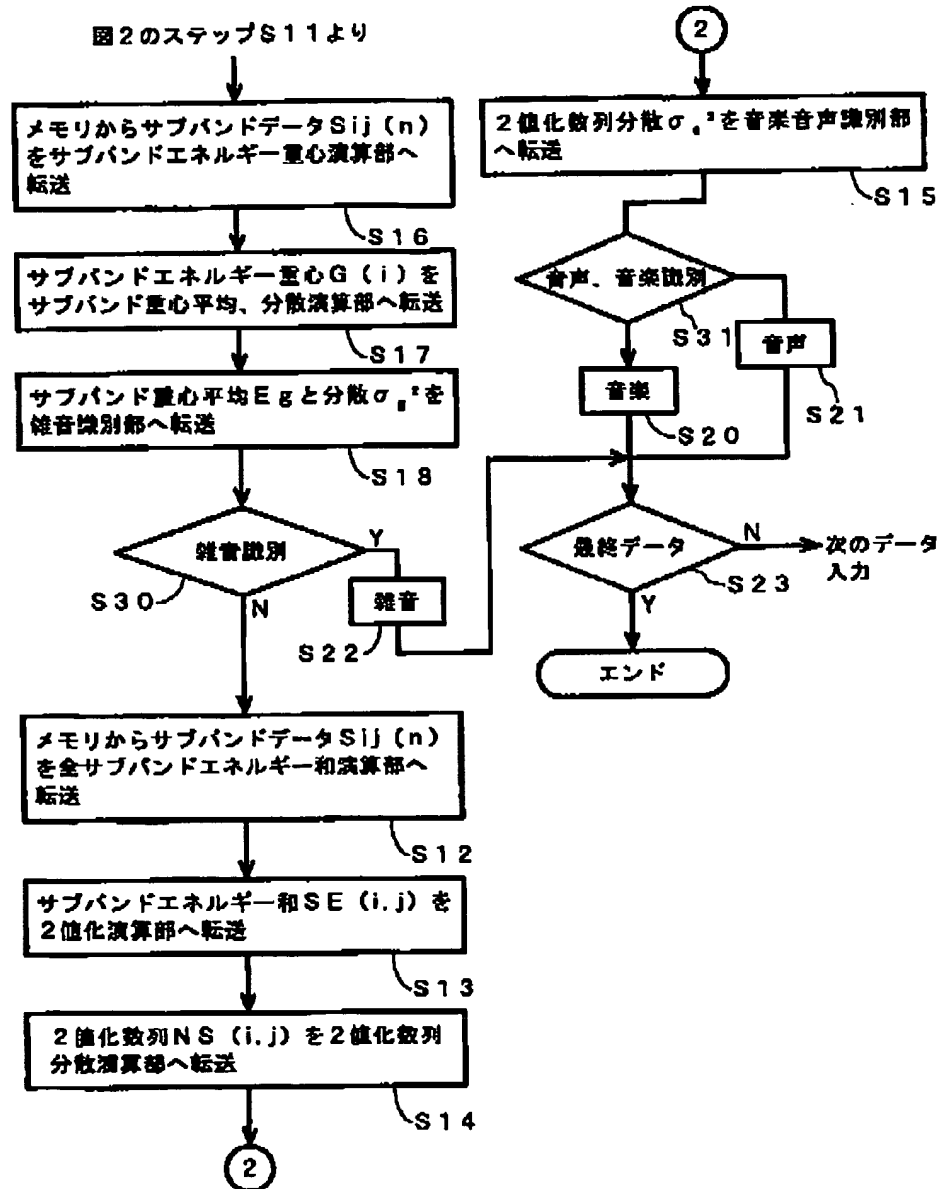 図2のステップS11より
メモリからサブバンドデータSij(n)
をサブバンドエネルギー重心演算部へ
転送
S16
サブバンドエネルギー重心G(i)を
サブバンド重心平均、分散演算部へ転送
S17
サブバンド重心平均Egと分散σg²を
雑音識別部へ転送
S18
雑音識別
Y
S30
N
雑音
S22
メモリからサブバンドデータSij(n)
を全サブバンドエネルギー和演算部へ
転送
S12
サブバンドエネルギー和SE(i,j)を
2値化演算部へ転送
S13
2値化数列NS(i,j)を2値化数列
分散演算部へ転送
S14
2
2
2値化数列分散σ²を音楽音声識別部
へ転送
S15
音声、音楽識別
S31
音声
S21
音楽
S20
最終データ
N
次のデータ
入力
S23
Y
エンド